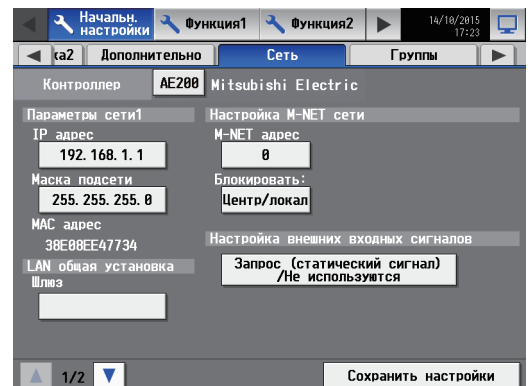 Начальн. настройки
Функция1
Функция2
14/10/2015
17:23
ка2
Дополнительно
Сеть
Группы
Контроллер
AE200
Mitsubishi Electric
Параметры сети1
IP адрес
192.168.1.1
Маска подсети
255.255.255.0
МАС адрес
38E08EE47734
LAN общая установка
Шлюз
Настройка M-NET сети
M-NET адрес
0
Блокировать:
Центр/локал
Настройка внешних входных сигналов
Запрос (статический сигнал)
/Не используются
1/2
Сохранить настройки